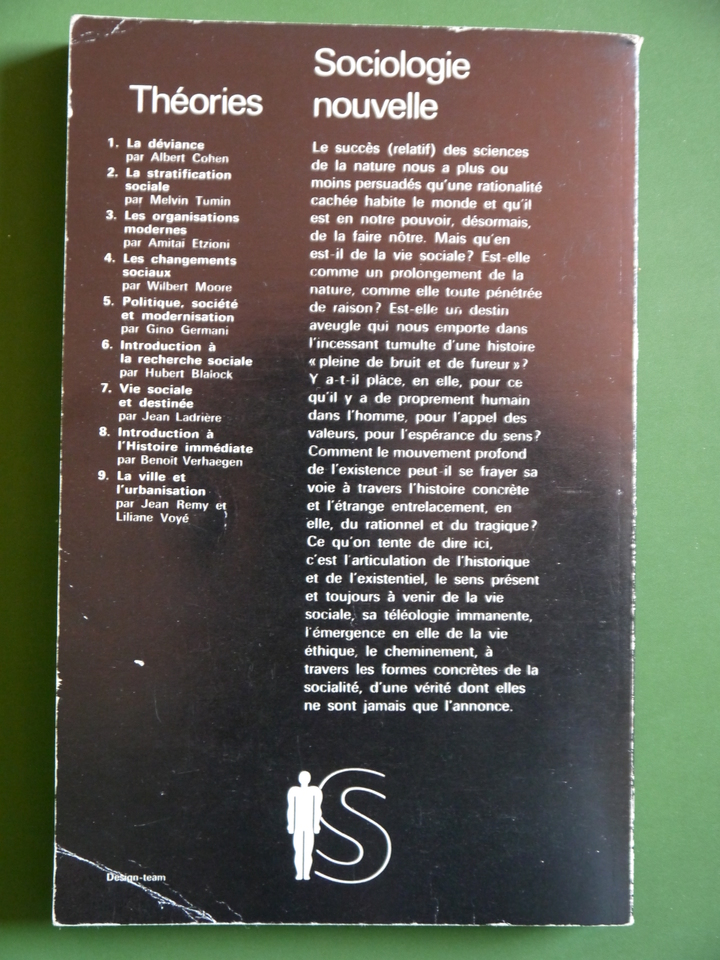 Sociologie
nouvelle
Théories
1. La déviance
par Albert Cohen
2. La stratification
sociale
par Melvin Tumin
3. Les organisations
modernes
par Amitai Etzioni
4. Les changements
sociaux
par Wilbert Moore
5. Politique, société
et modernisation
par Gino Germani
6. Introduction à
la recherche sociale
par Hubert Blalock
7. Vie sociale
et destinée
par Jean Ladrière
8. Introduction à
l'Histoire immédiate
par Benoit Verhaegen
9. La ville et
l'urbanisation
par Jean Remy et
Liliane Voyé
Le succès (relatif) des sciences
de la nature nous a plus ou
moins persuadés qu'une rationalité
cachée habite le monde et qu'il
est en notre pouvoir, désormais,
de la faire nôtre. Mais qu'en
est-il de la vie sociale? Est-elle
comme un prolongement de la
nature, comme elle toute pénétrée
de raison? Est-elle un destin
aveugle qui nous emporte dans
l'incessant tumulte d'une histoire
« pleine de bruit et de fureur »?
Y a-t-il place, en elle, pour ce
qu'il y a de proprement humain
dans l'homme, pour l'appel des
valeurs, pour l'espérance du sens?
Comment le mouvement profond
de l'existence peut-il se frayer sa
voie à travers l'histoire concrète
et l'étrange entrelacement, en
elle, du rationnel et du tragique?
Ce qu'on tente de dire ici,
c'est l'articulation de l'historique
et de l'existentiel, le sens présent
et toujours à venir de la vie
sociale, sa téléologie immanente,
l'émergence en elle de la vie
éthique, le cheminement, à
travers les formes concrètes de la
socialité, d'une vérité dont elles
ne sont jamais que l'annonce.
S
Design-team